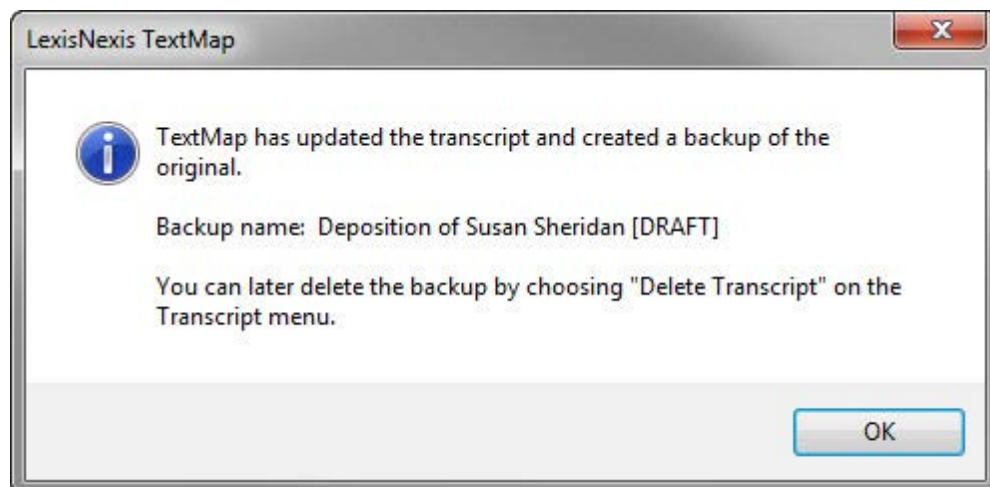 LexisNexis TextMap
TextMap has updated the transcript and created a backup of the
original.
Backup name:  Deposition of Susan Sheridan [DRAFT]
You can later delete the backup by choosing "Delete Transcript" on the
Transcript menu.
OK